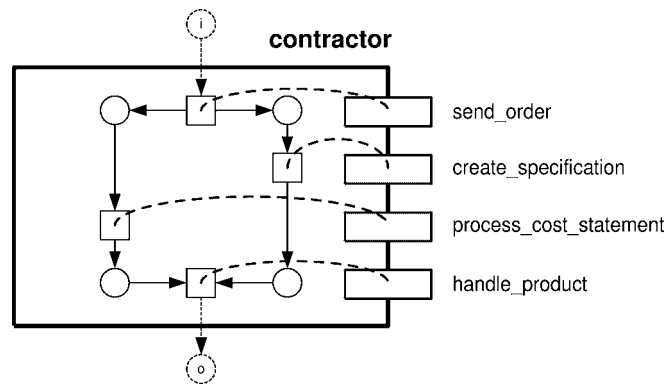 i
contractor
send_order
create_specification
process_cost_statement
handle_product
o